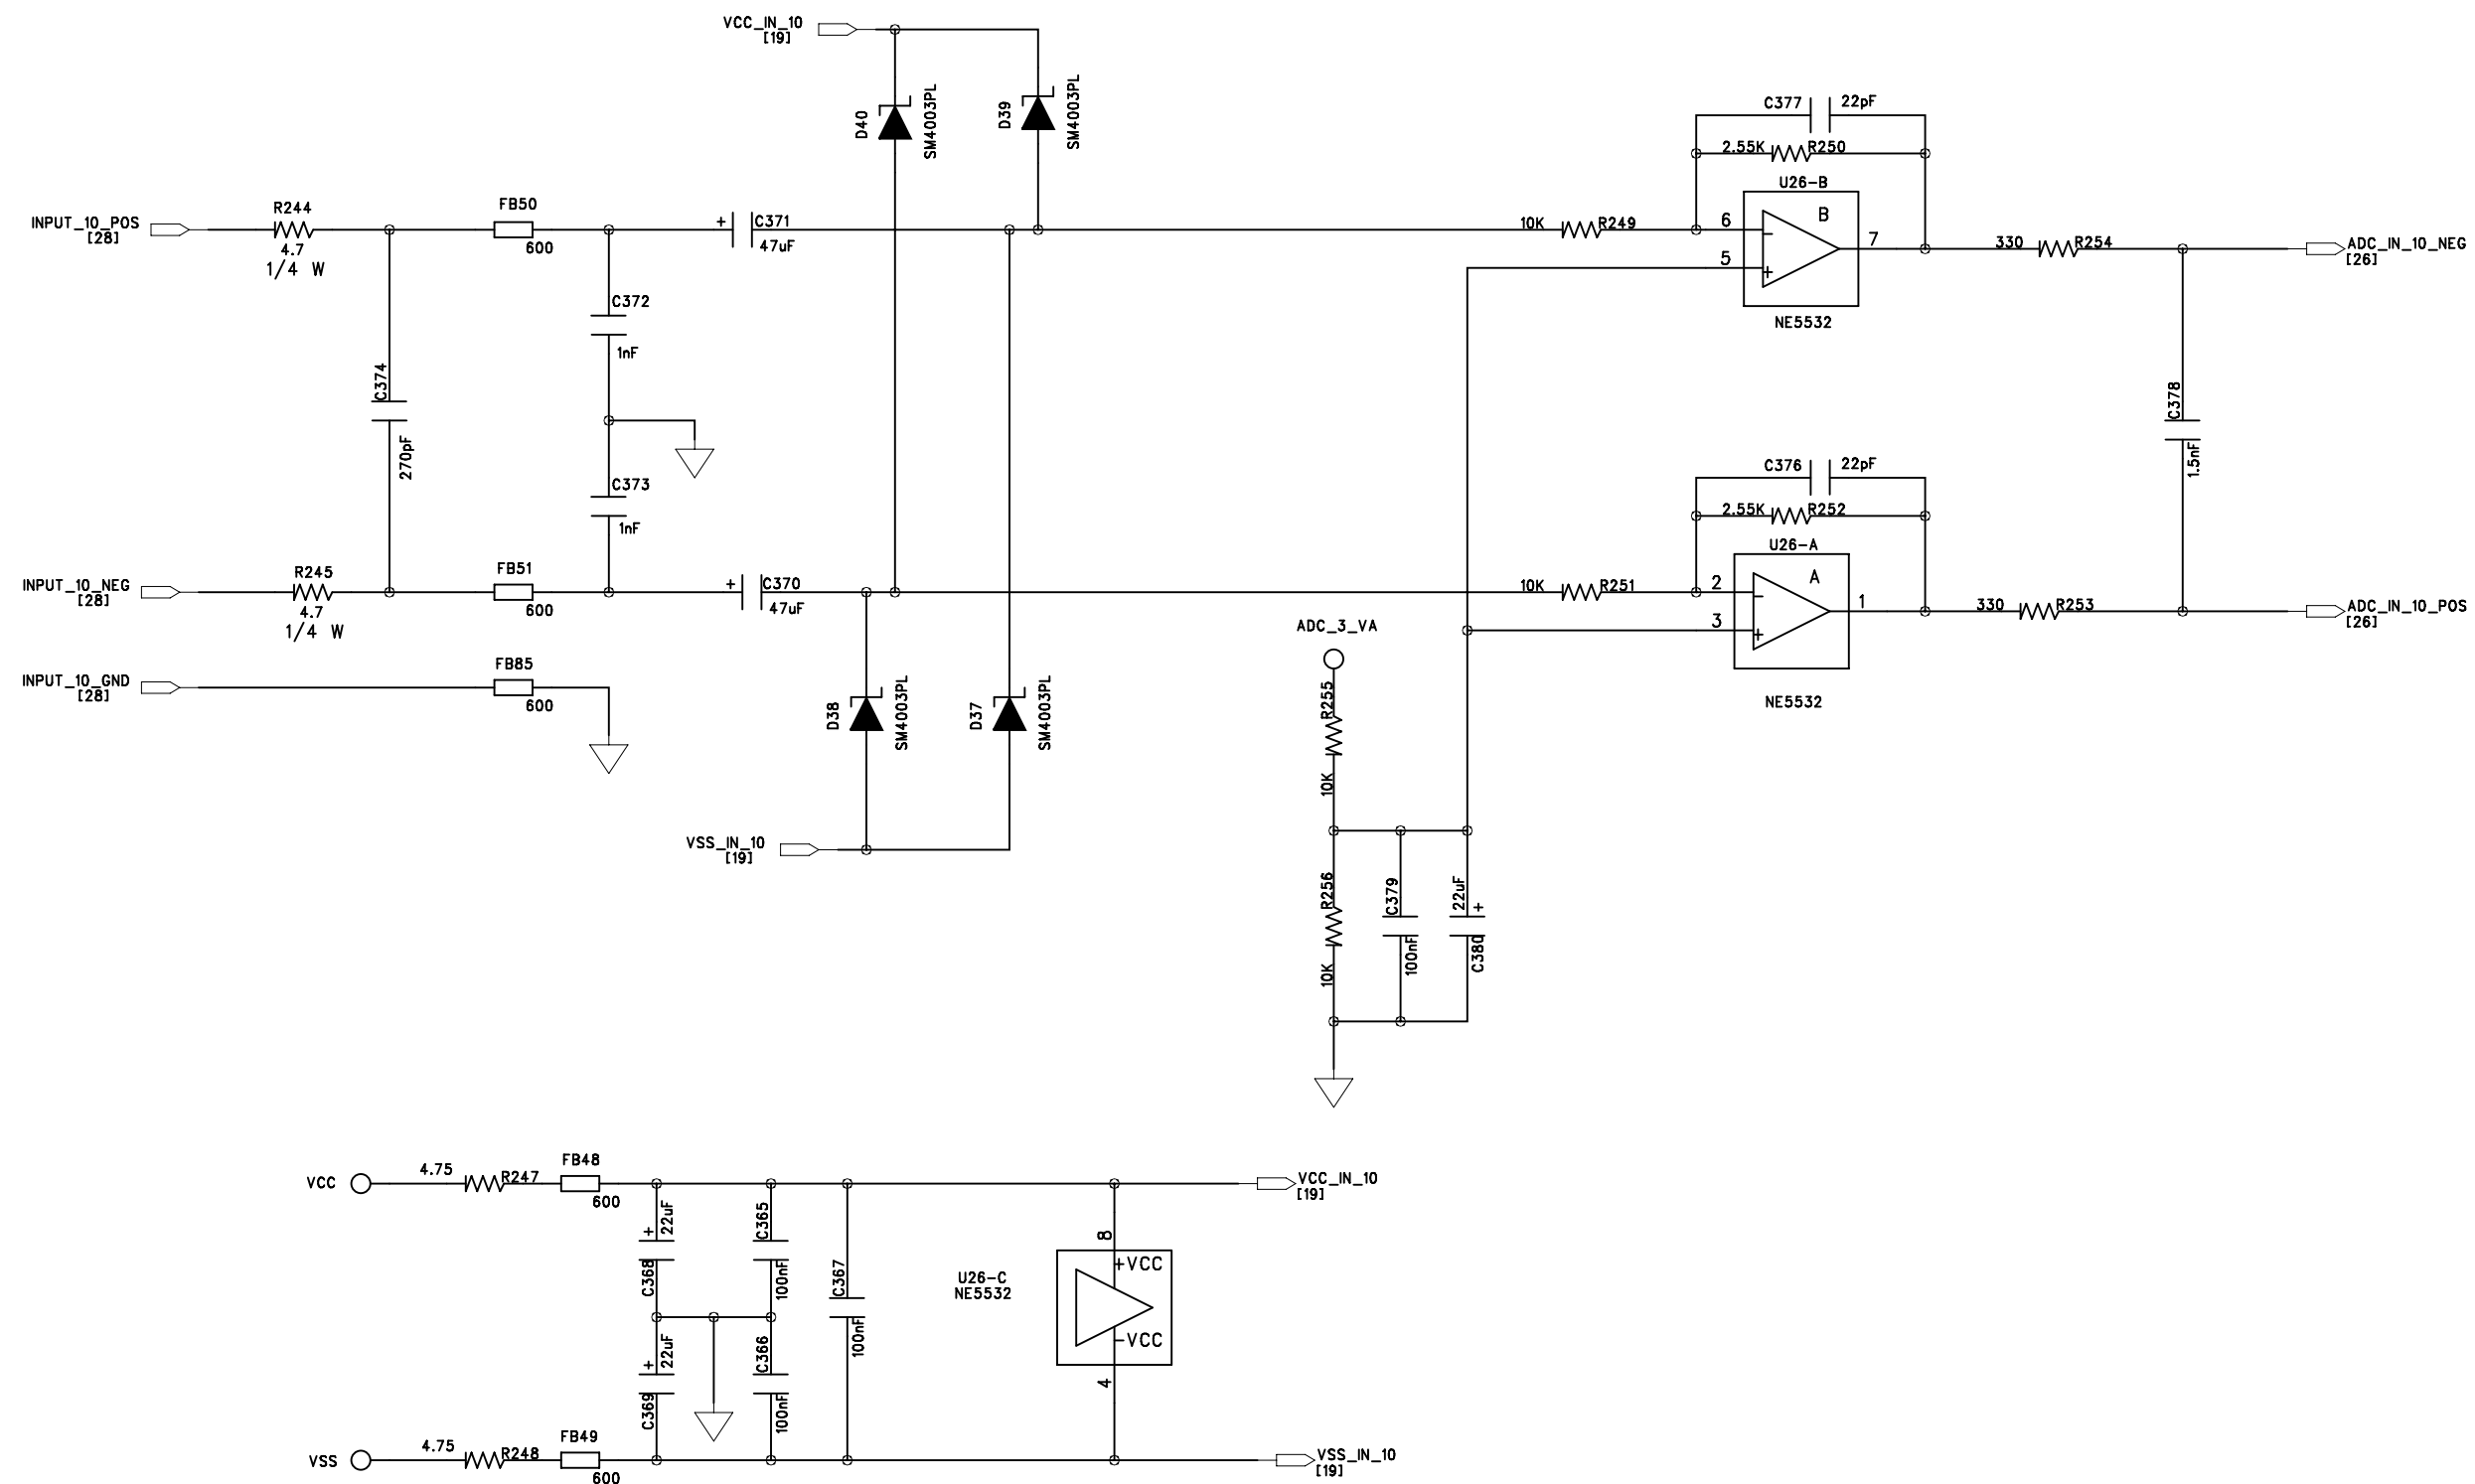 VCC_IN_10
[19]
D40
SM4003PL
D39
SM4003PL
C377
22pF
2.55K
R250
U26-B
B
FB50
R244
INPUT_10_POS
[28]
4.7
1/4 W
600
+
C371
47uF
10K
R249
6
5
-
+
7
330
R254
ADC_IN_10_NEG
[26]
NE5532
C372
1nF
C374
270pF
C378
1.5nF
C373
1nF
C376
22pF
2.55K
R252
U26-A
A
FB51
R245
INPUT_10_NEG
[28]
4.7
1/4 W
600
+
C370
47uF
10K
R251
2
3
-
+
1
330
R253
ADC_IN_10_POS
[26]
NE5532
ADC_3_VA
FB85
INPUT_10_GND
[28]
600
D38
SM4003PL
D37
SM4003PL
R255
10K
VSS_IN_10
[19]
R256
10K
C379
100nF
22uF
+
C380
VCC
4.75
R247
FB48
600
VCC_IN_10
[19]
+
22uF
C368
C365
100nF
C367
100nF
U26-C
NE5532
8
+VCC
-VCC
4
+
22uF
C369
C366
100nF
VSS
4.75
R248
FB49
600
VSS_IN_10
[19]